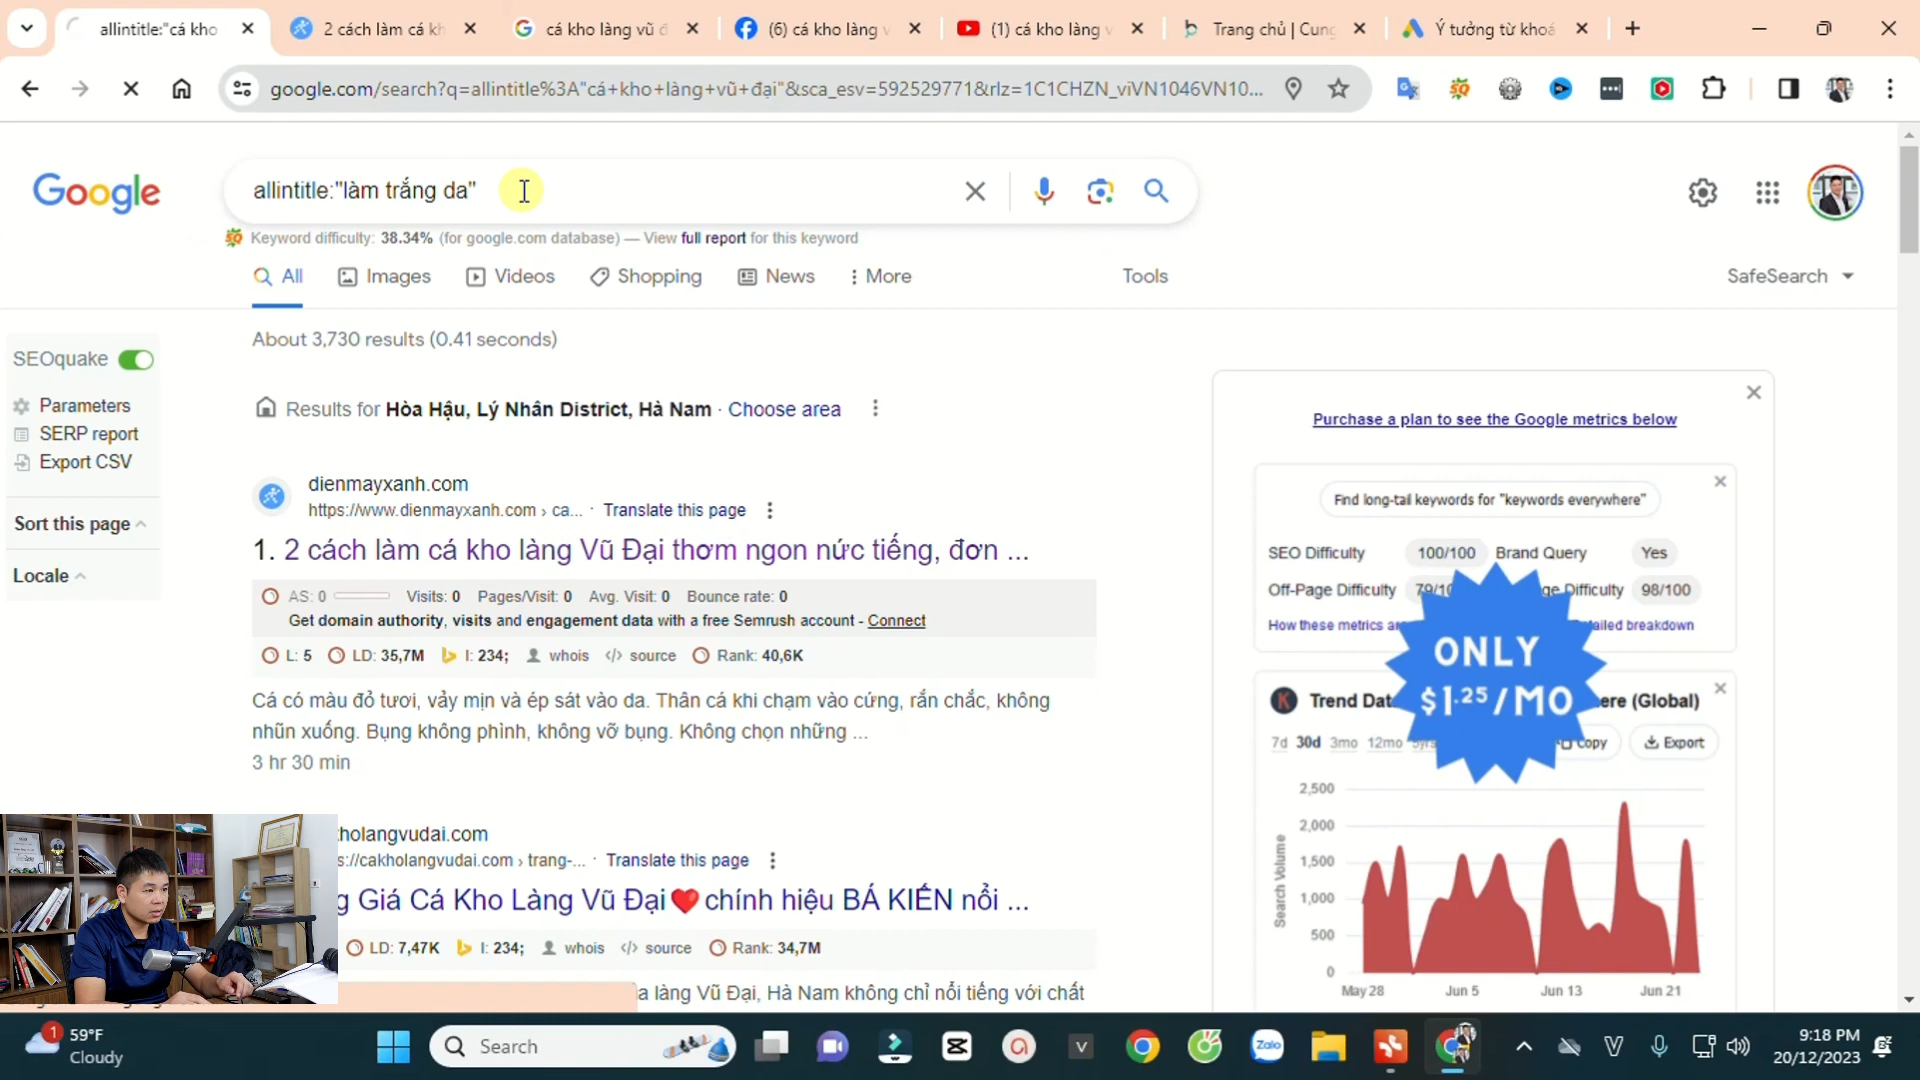 allintitle:"cá kho
2 cách làm cá kh
cá kho làng vũ đ
(6) cá kho làng v
(1) cá kho làng v
Trang chủ | Cung
Ý tưởng từ khoá
google.com/search?q=allintitle%3A"cá+kho+làng+vũ+đại"&sca_esv=592529771&rlz=1C1CHZN_viVN1046VN10...
Google
allintitle:"làm trắng da"
Keyword difficulty: 38.34% (for google.com database) — View full report for this keyword
All
Images
Videos
Shopping
News
More
Tools
SafeSearch
About 3,730 results (0.41 seconds)
SEOquake
Parameters
SERP report
Export CSV
Sort this page
Locale
Results for Hòa Hậu, Lý Nhân District, Hà Nam · Choose area
dienmayxanh.com
https://www.dienmayxanh.com › ca... · Translate this page
1. 2 cách làm cá kho làng Vũ Đại thơm ngon nức tiếng, đơn ...
AS: 0 Visits: 0 Pages/Visit: 0 Avg. Visit: 0 Bounce rate: 0
Get domain authority, visits and engagement data with a free Semrush account - Connect
L: 5 LD: 35,7M I: 234; whois </> source Rank: 40,6K
Cá có màu đỏ tươi, vảy mịn và ép sát vào da. Thân cá khi chạm vào cứng, rắn chắc, không
nhũn xuống. Bụng không phình, không vỡ bụng. Không chọn những ...
3 hr 30 min
kholangvudai.com
s://cakholangvudai.com › trang-... · Translate this page
g Giá Cá Kho Làng Vũ Đại❤️chính hiệu BÁ KIẾN nổi ...
LD: 7,47K I: 234; whois </> source Rank: 34,7M
a làng Vũ Đại, Hà Nam không chỉ nổi tiếng với chất
Purchase a plan to see the Google metrics below
Find long-tail keywords for "keywords everywhere"
SEO Difficulty 100/100 Brand Query Yes
Off-Page Difficulty 79/10 ge Difficulty 98/100
How these metrics ar ailed breakdown
ONLY
$1.25/MO
Trend Dat ere (Global)
7d 30d 3mo 12mo 5yrs Copy Export
Search Volume
2,500
2,000
1,500
1,000
500
0
May 28
Jun 5
Jun 13
Jun 21
1
59°F
Cloudy
Search
V
Zalo
9:18 PM
20/12/2023